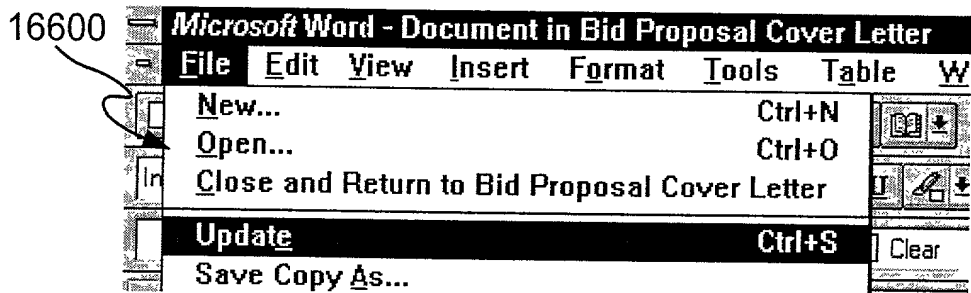 16600
Microsoft Word - Document in Bid Proposal Cover Letter
File Edit View Insert Format Tools Table W
New... Ctrl+N
Open... Ctrl+O
In
Close and Return to Bid Proposal Cover Letter U
Update Ctrl+S Clear
Save Copy As...